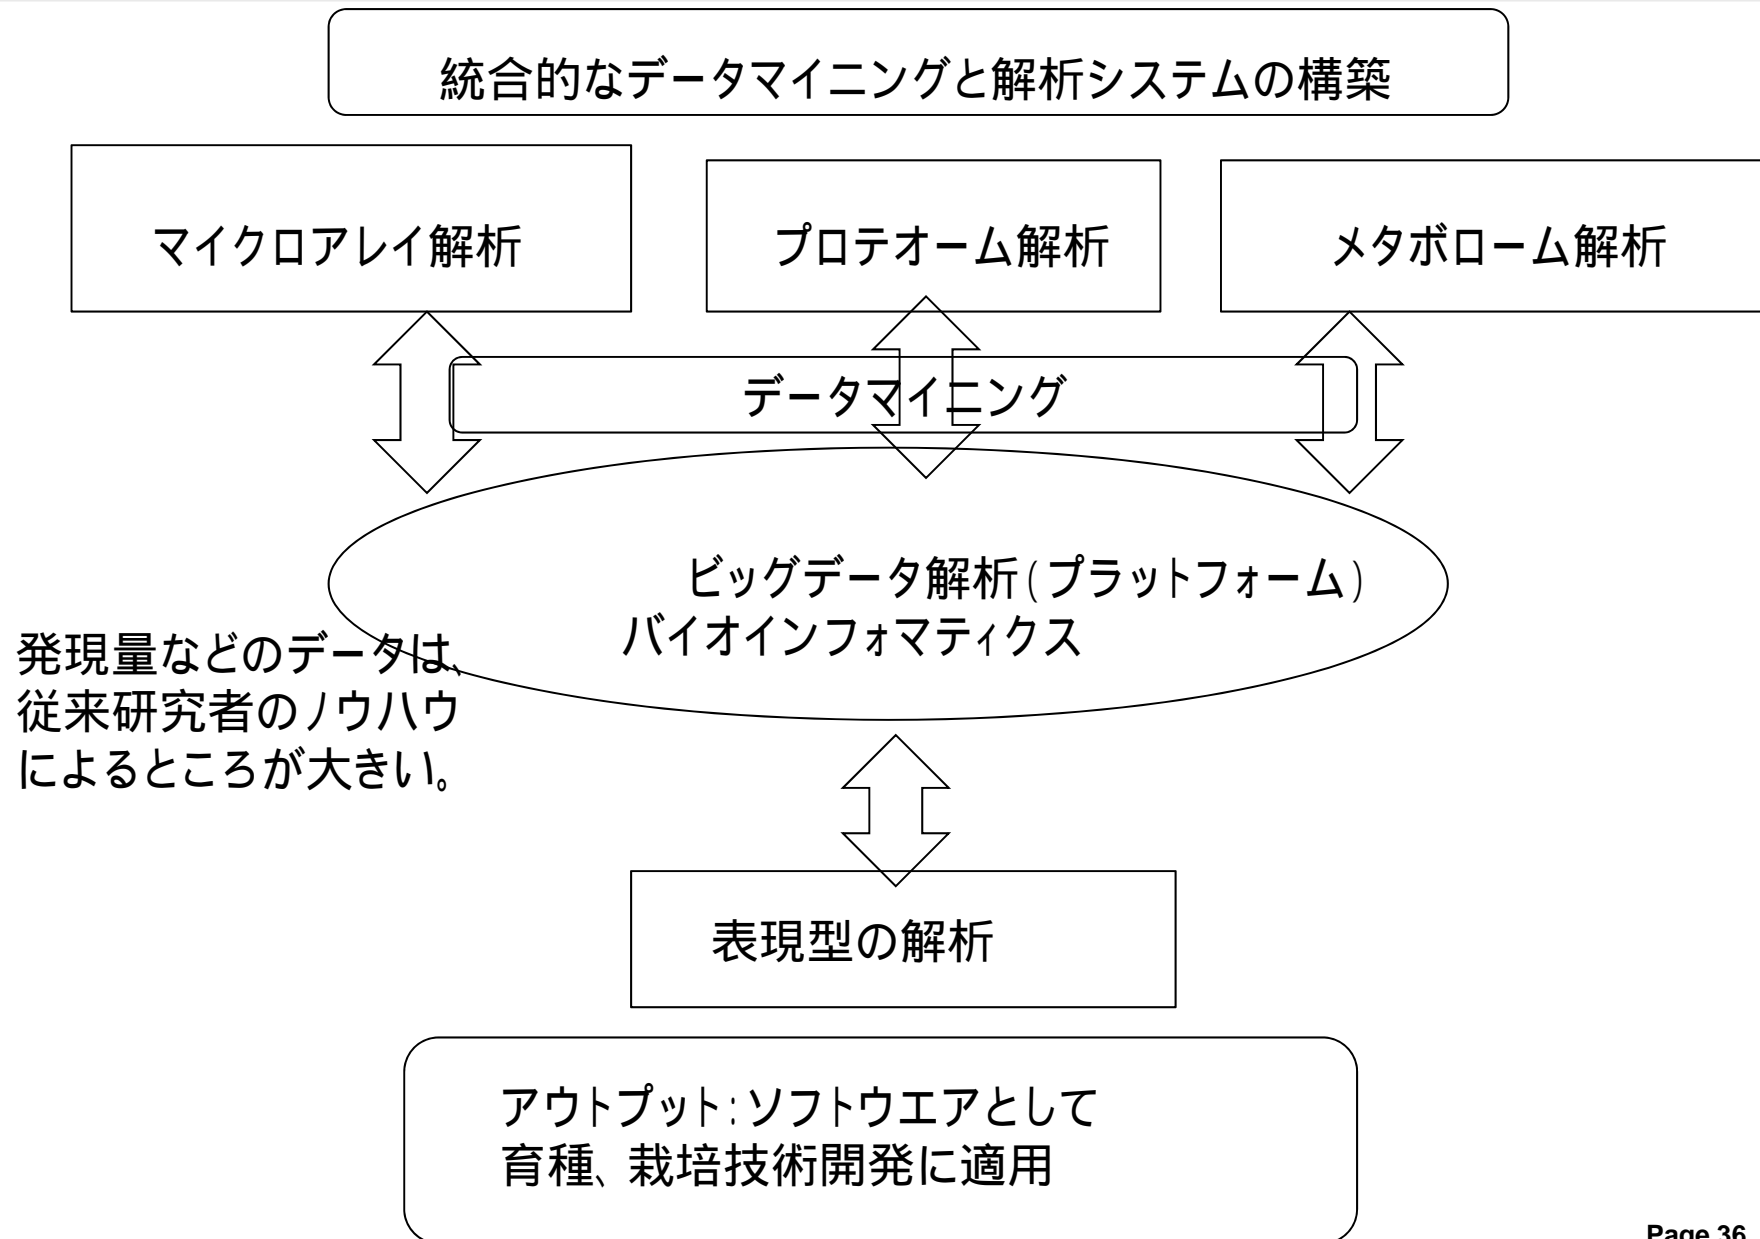 統合的なデータマイニングと解析システムの構築
マイクロアレイ解析
プロテオーム解析
メタボローム解析
データマイニング
ビッグデータ解析(プラットフォーム)
バイオインフォマティクス
発現量などのデータは、
従来研究者のノウハウ
によるところが大きい。
表現型の解析
アウトプット:ソフトウエアとして
育種、栽培技術開発に適用
Page 36